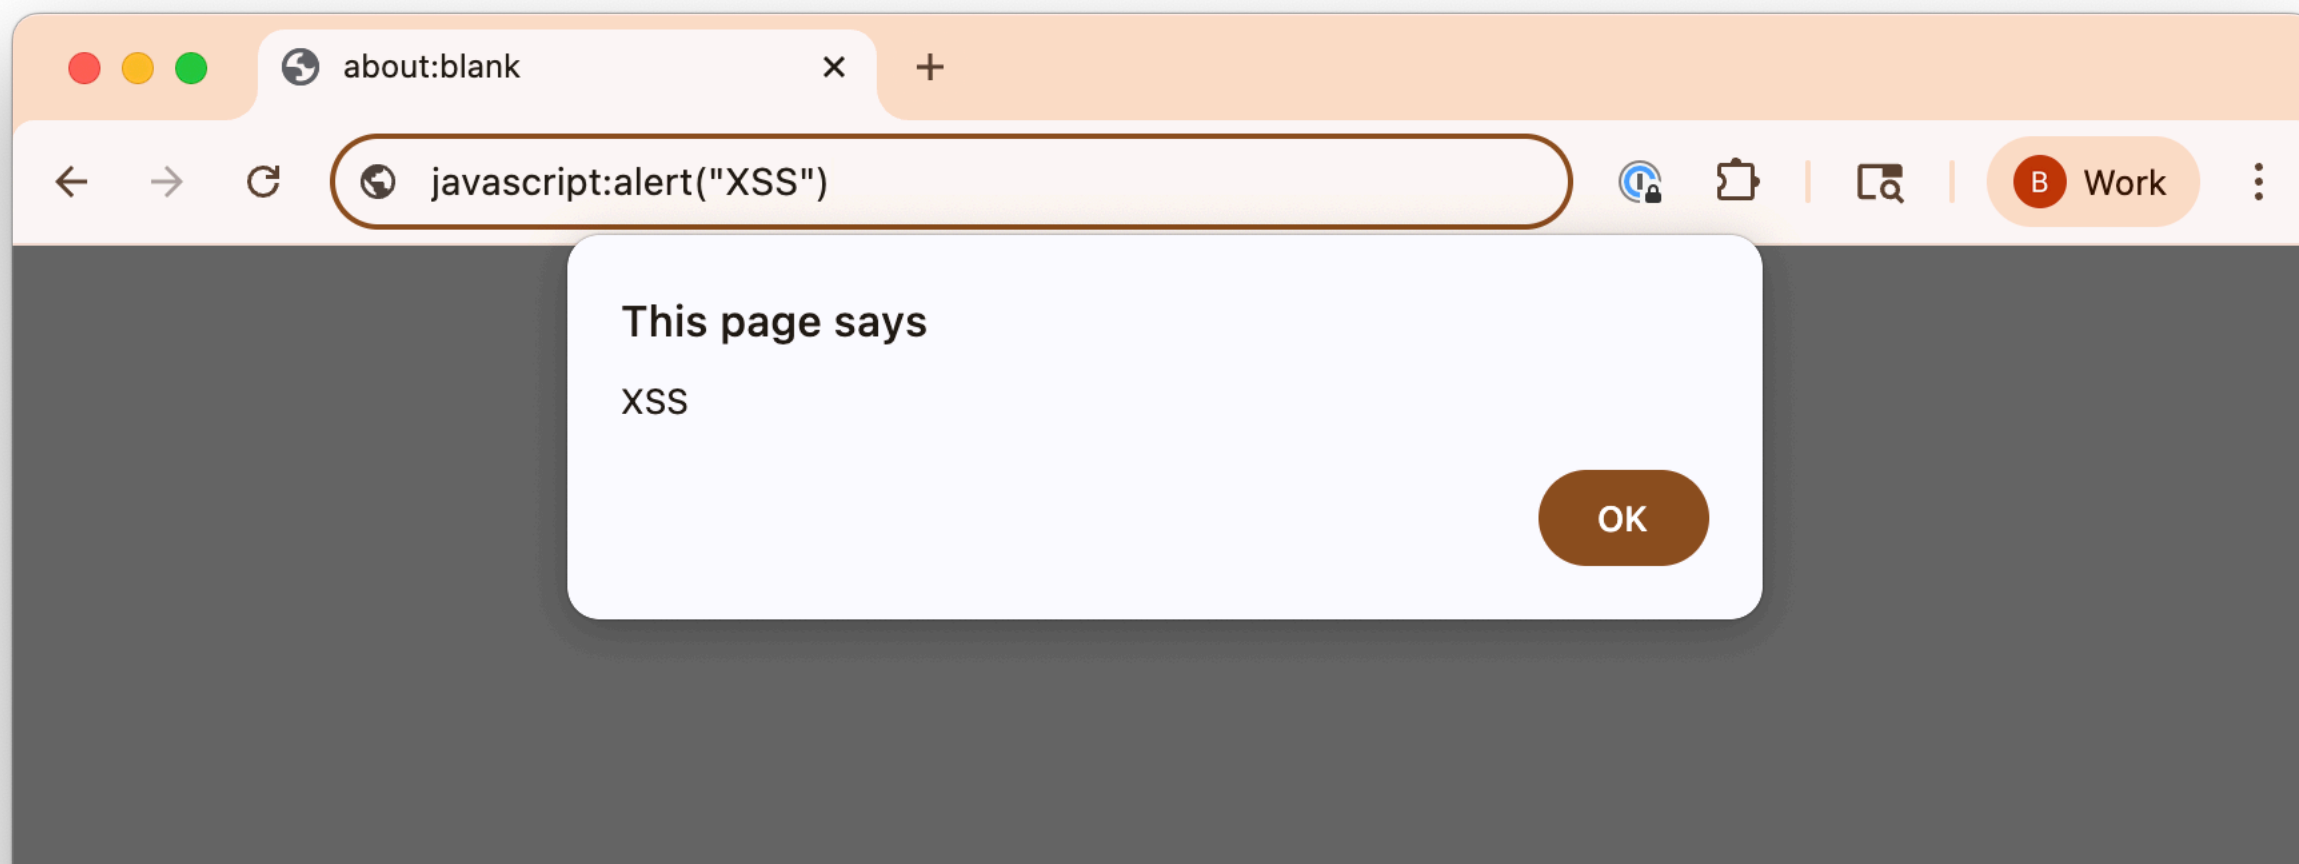 about:blank
javascript:alert("XSS")
B Work
This page says
XSS
OK